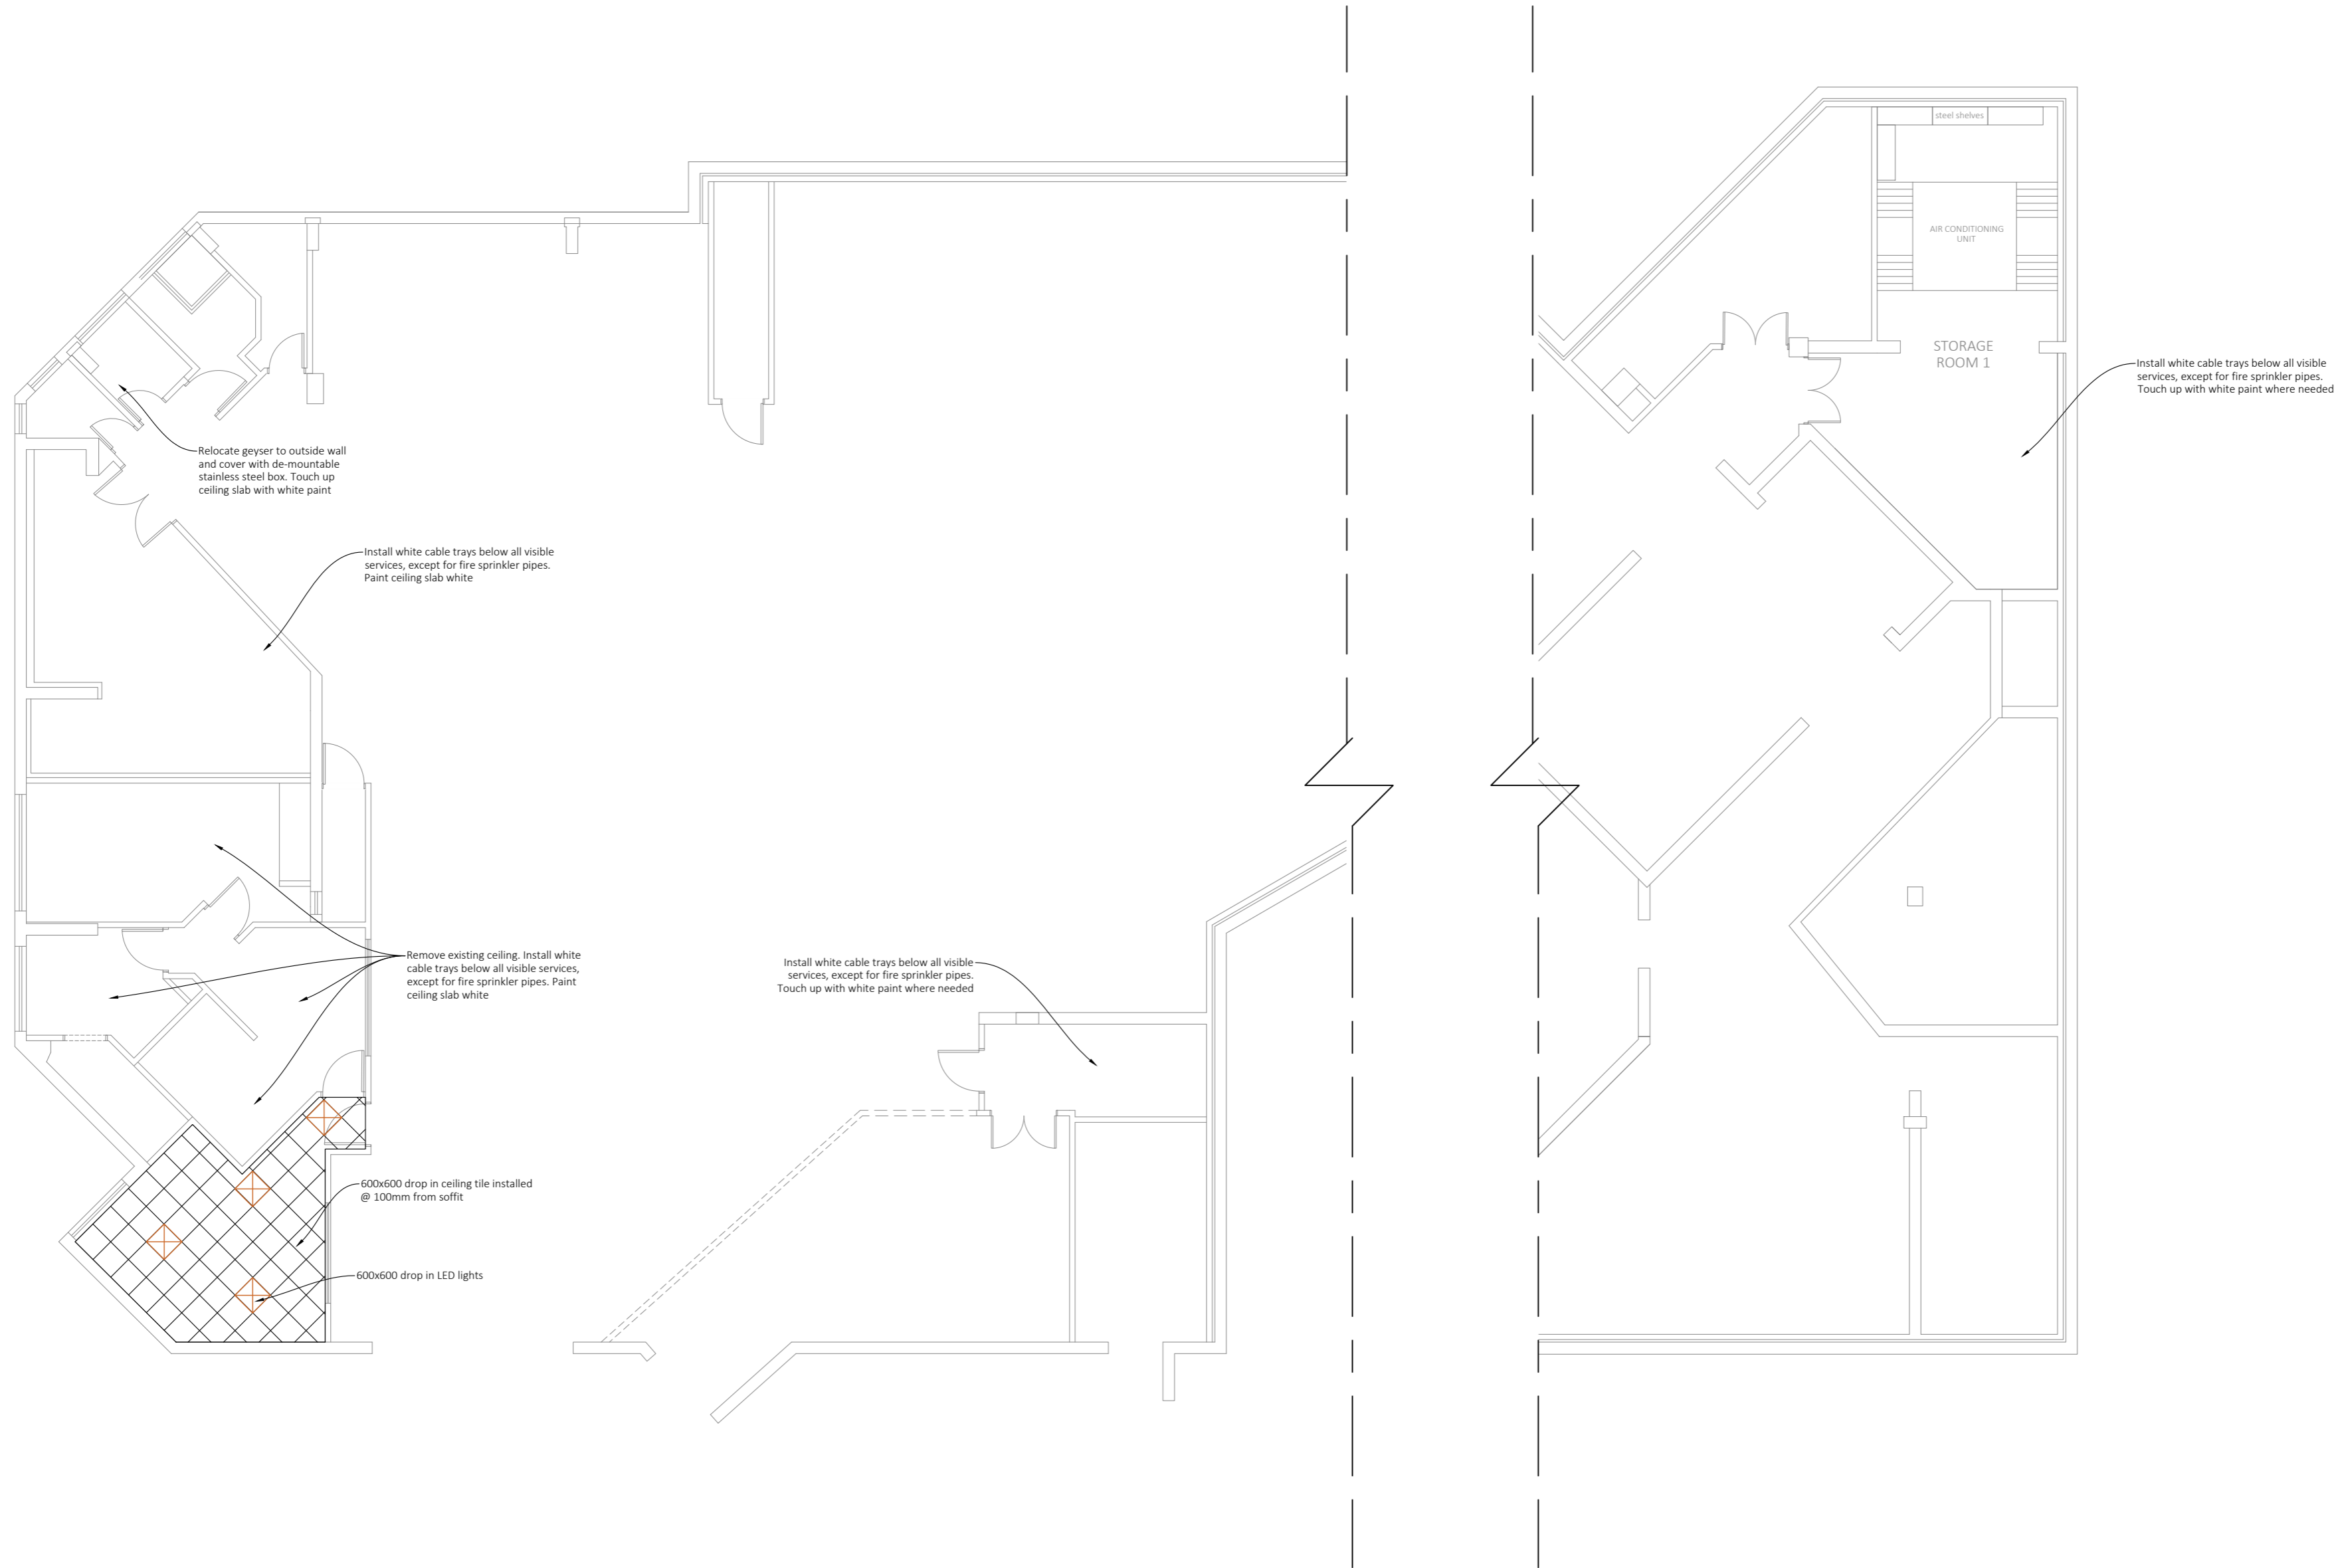 steel shelves
AIR CONDITIONING
UNIT
STORAGE
ROOM 1
Install white cable trays below all visible
services, except for fire sprinkler pipes.
Touch up with white paint where needed
Relocate geyser to outside wall
and cover with de-mountable
stainless steel box. Touch up
ceiling slab with white paint
Install white cable trays below all visible
services, except for fire sprinkler pipes.
Paint ceiling slab white
Remove existing ceiling. Install white
cable trays below all visible services,
except for fire sprinkler pipes. Paint
ceiling slab white
Install white cable trays below all visible
services, except for fire sprinkler pipes.
Touch up with white paint where needed
600x600 drop in ceiling tile installed
@ 100mm from soffit
600x600 drop in LED lights